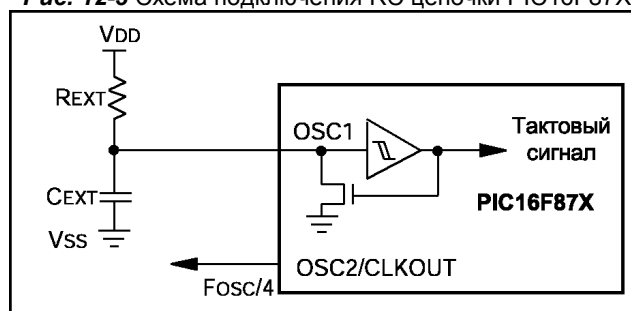 Рис. 12-3 Схема подключения RC цепочки PIC16F87X
VDD
REXT
OSC1
Тактовый
сигнал
CEXT
PIC16F87X
VSS
OSC2/CLKOUT
FOSC/4